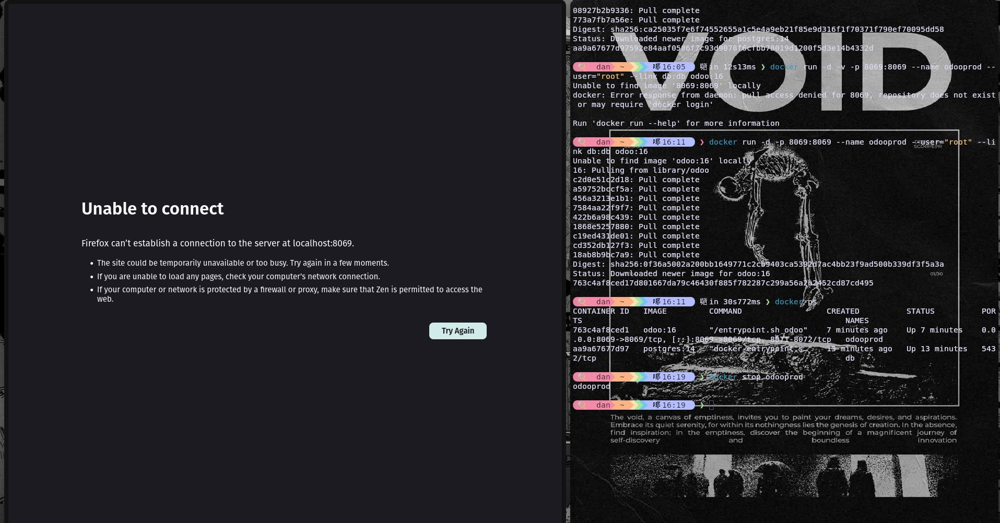 Unable to connect
Firefox can’t establish a connection to the server at localhost:8069.
• The site could be temporarily unavailable or too busy. Try again in a few moments.
• If you are unable to load any pages, check your computer’s network connection.
• If your computer or network is protected by a firewall or proxy, make sure that Zen is permitted to access the
web.
Try Again
VOID
08927b2b9336: Pull complete
773a7fb7a56e: Pull complete
Digest: sha256:ca25035f7e6f74552655a1c5e4a9eb21f85e9d316f1f70371f790ef70095dd58
Status: Downloaded newer image for postgres:14
aa9a67677d97592e84aaf0506f7c93d9078f6cfbb78019d1200f5d3e14b4332d
dan ~ 16:05 in 12s13ms ❯ docker run -d -v -p 8069:8069 --name odooprod --
user="root" --link db:db odoo:16
Unable to find image '8069:8069' locally
docker: Error response from daemon: pull access denied for 8069, repository does not exist
or may require 'docker login'
Run 'docker run --help' for more information
dan ~ 16:11 ❯ docker run -d -p 8069:8069 --name odooprod --user="root" --li
nk db:db odoo:16
Unable to find image 'odoo:16' locally
16: Pulling from library/odoo
c2d0e51c2d18: Pull complete
a59752bccf5a: Pull complete
456a3213e1b1: Pull complete
7584aa22f9f7: Pull complete
422b6a98c439: Pull complete
1868e5257880: Pull complete
c19ed431de01: Pull complete
cd352db127f3: Pull complete
18ab8b9bc7a9: Pull complete
Digest: sha256:0f36a5002a200bb1649771c2cb9403ca5392d7ac4bb23f9ad500b339df3f5a3a
Status: Downloaded newer image for odoo:16
763c4af8ced17d801667da79c46430f885f782287c299a56a2b2452cd87cd495
dan ~ 16:11 in 30s772ms ❯ docker ps
CONTAINER ID IMAGE COMMAND CREATED STATUS POR
TS NAMES
763c4af8ced1 odoo:16 "/entrypoint.sh odoo" 7 minutes ago Up 7 minutes 0.0
.0.0:8069->8069/tcp, [::]:8069->8069/tcp, 8071-8072/tcp odooprod
aa9a67677d97 postgres:14 "docker-entrypoint.s…" 13 minutes ago Up 13 minutes 543
2/tcp db
dan ~ 16:19 ❯ docker stop odooprod
odooprod
dan ~ 16:19 ❯
SCORPEPR
01/30
The void, a canvas of emptiness, invites you to paint your dreams, desires, and aspirations.
Embrace its quiet serenity, for within its nothingness lies the genesis of creation. In the absence,
find inspiration; in the emptiness, discover the beginning of a magnificent journey of
self-discovery and boundless innovation